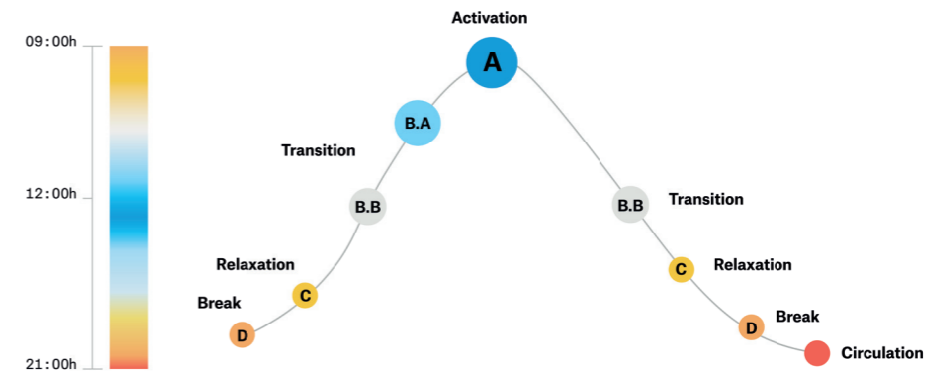 Activation
09:00h
A
B.A
Transition
12:00h
B.B
B.B
Transition
Relaxation
C
C
Relaxation
Break
D
D
Break
Circulation
21:00h